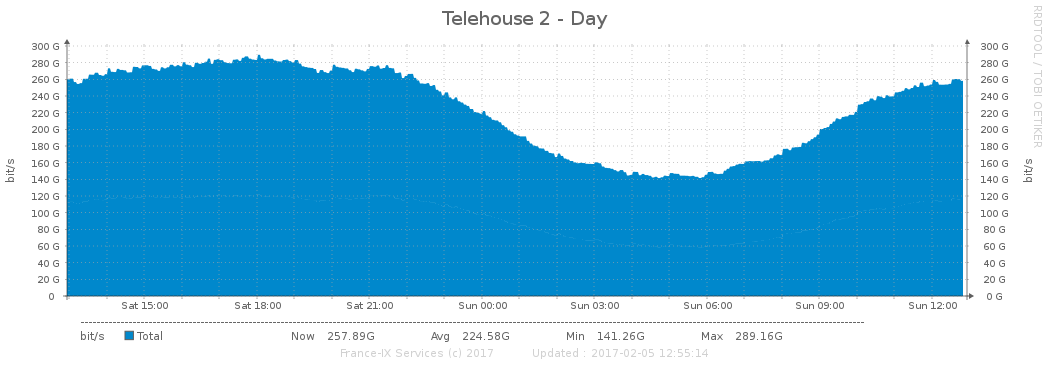 Telehouse 2 - Day
RRDTOOL / TOBI OETIKER
bit/s
300 G 300 G
280 G 280 G
260 G 260 G
240 G 240 G
220 G 220 G
200 G 200 G
180 G 180 G
160 G 160 G
140 G 140 G
120 G 120 G
100 G 100 G
80 G 80 G
60 G 60 G
40 G 40 G
20 G 20 G
0 0 G
bit/s
Sat 15:00 Sat 18:00 Sat 21:00 Sun 00:00 Sun 03:00 Sun 06:00 Sun 09:00 Sun 12:00
bit/s Total Now 257.89G Avg 224.58G Min 141.26G Max 289.16G
France-IX Services (c) 2017 Updated : 2017-02-05 12:55:14